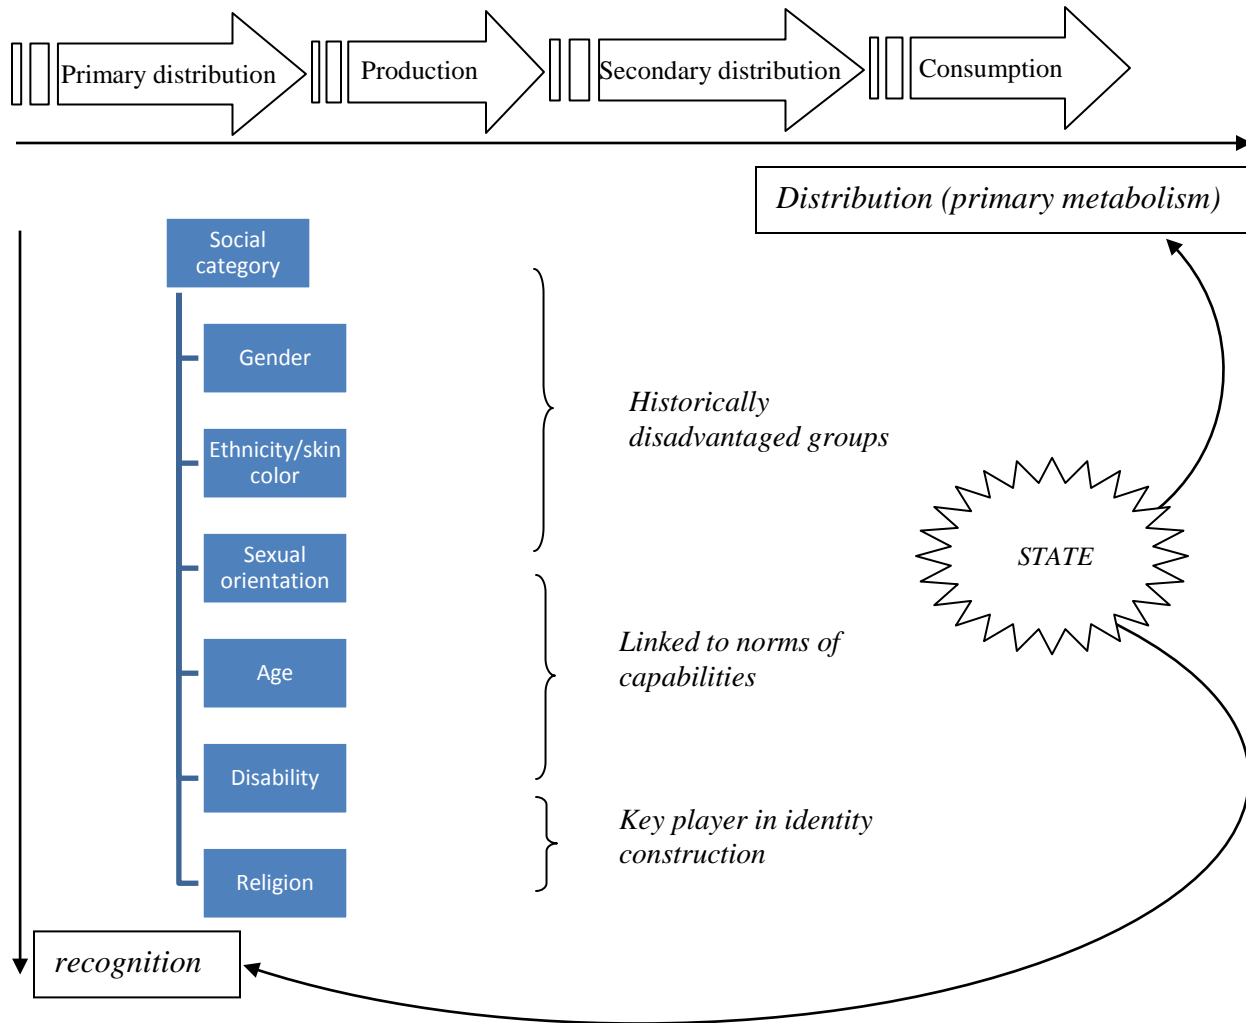 Primary distribution
Production
Secondary distribution
Consumption
Distribution (primary metabolism)
Social
category
Gender
Ethnicity/skin
color
Sexual
orientation
Age
Disability
Religion
Historically
disadvantaged groups
Linked to norms of
capabilities
Key player in identity
construction
STATE
recognition